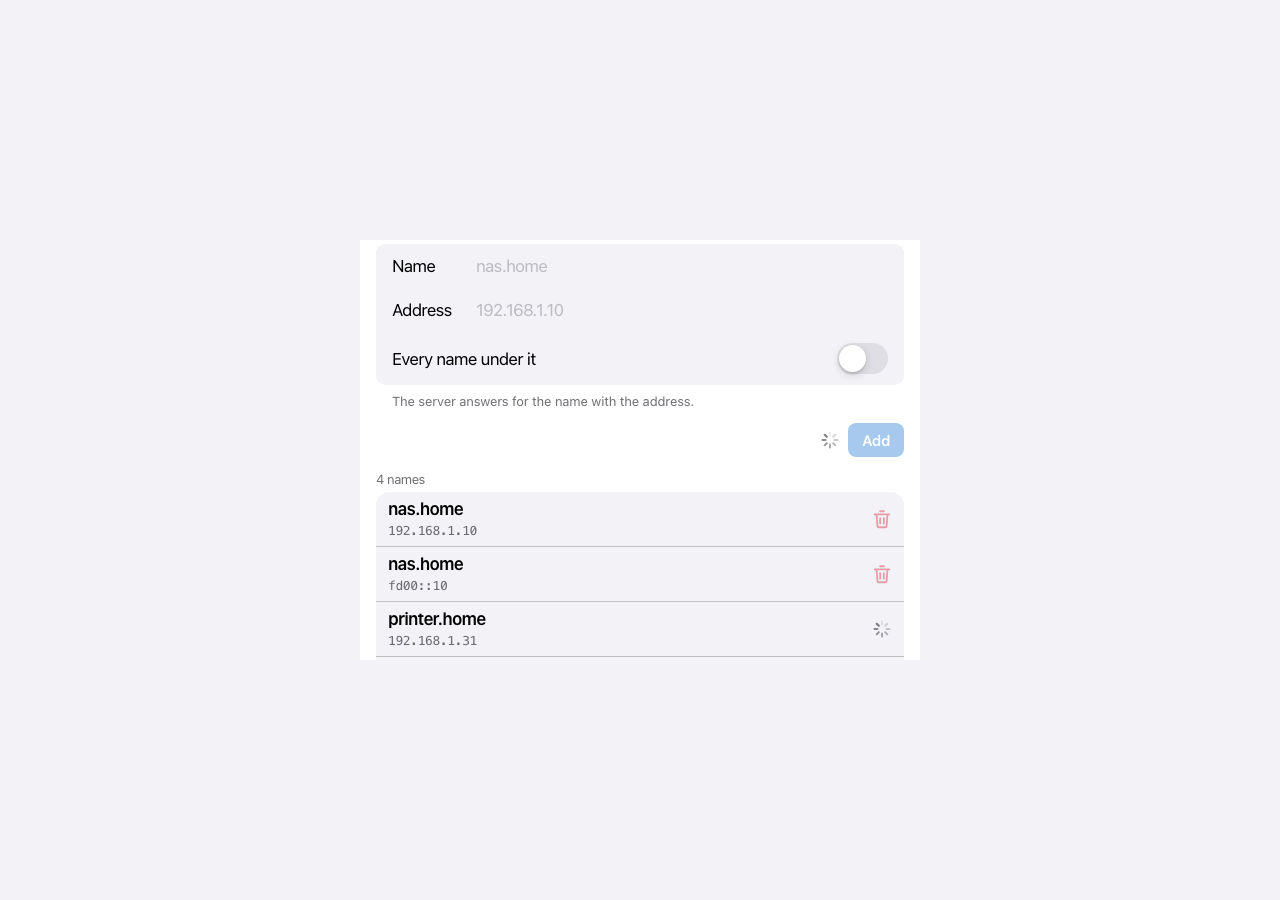 Name nas.home
Address 192.168.1.10
Every name under it
The server answers for the name with the address.
Add
4 names
nas.home
192.168.1.10
nas.home
fd00::10
printer.home
192.168.1.31